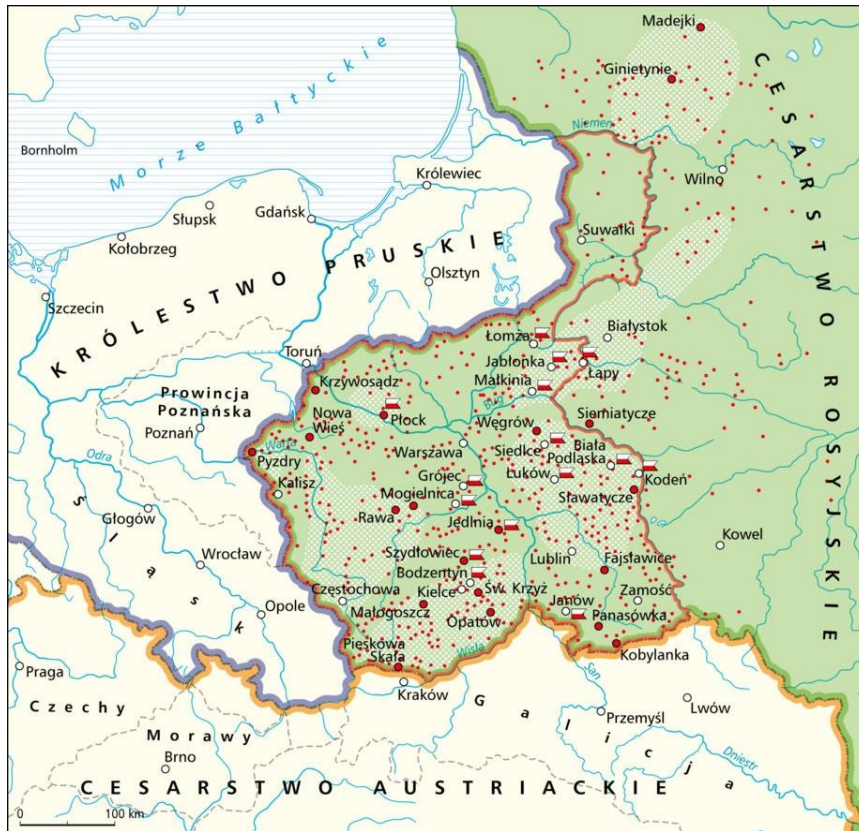 Madejki
Ginietynie
CESARSTWO ROSYJSKIE
Niemen
Morze Bałtyckie
Bornholm
Królewiec
Wilno
Słupsk
Gdańsk
Kołobrzeg
Suwałki
KRÓLESTWO PRUSKIE
Olsztyn
Szczecin
Białystok
Łomża
Toruń
Jabłonka
Łapy
Małkinia
Krzywosądz
Bug
Prowincja
Poznańska
Nowa
Wieś
Płock
Węgrów
Siemiatycze
Poznań
Warta
Warszawa
Siedlce
Biała
Podlaska
Odra
Pyzdry
Kalisz
Grójec
Łuków
Kodeń
Mogielnica
Sławatycze
Głogów
Rawa
Jedlnia
Śląsk
Szydłowiec
Lublin
Kowel
Wrocław
Bodzentyn
Fajsławice
Częstochowa
Kielce
Św. Krzyż
Janów
Zamość
Opole
Małogoszcz
Opatów
Panasówka
Pieskowa
Skała
Wisła
Kobylanka
Praga
Kraków
San
Galicja
Lwów
Czechy
Przemyśl
Morawy
Dniestr
Brno
CESARSTWO AUSTRIACKIE
0
100 km